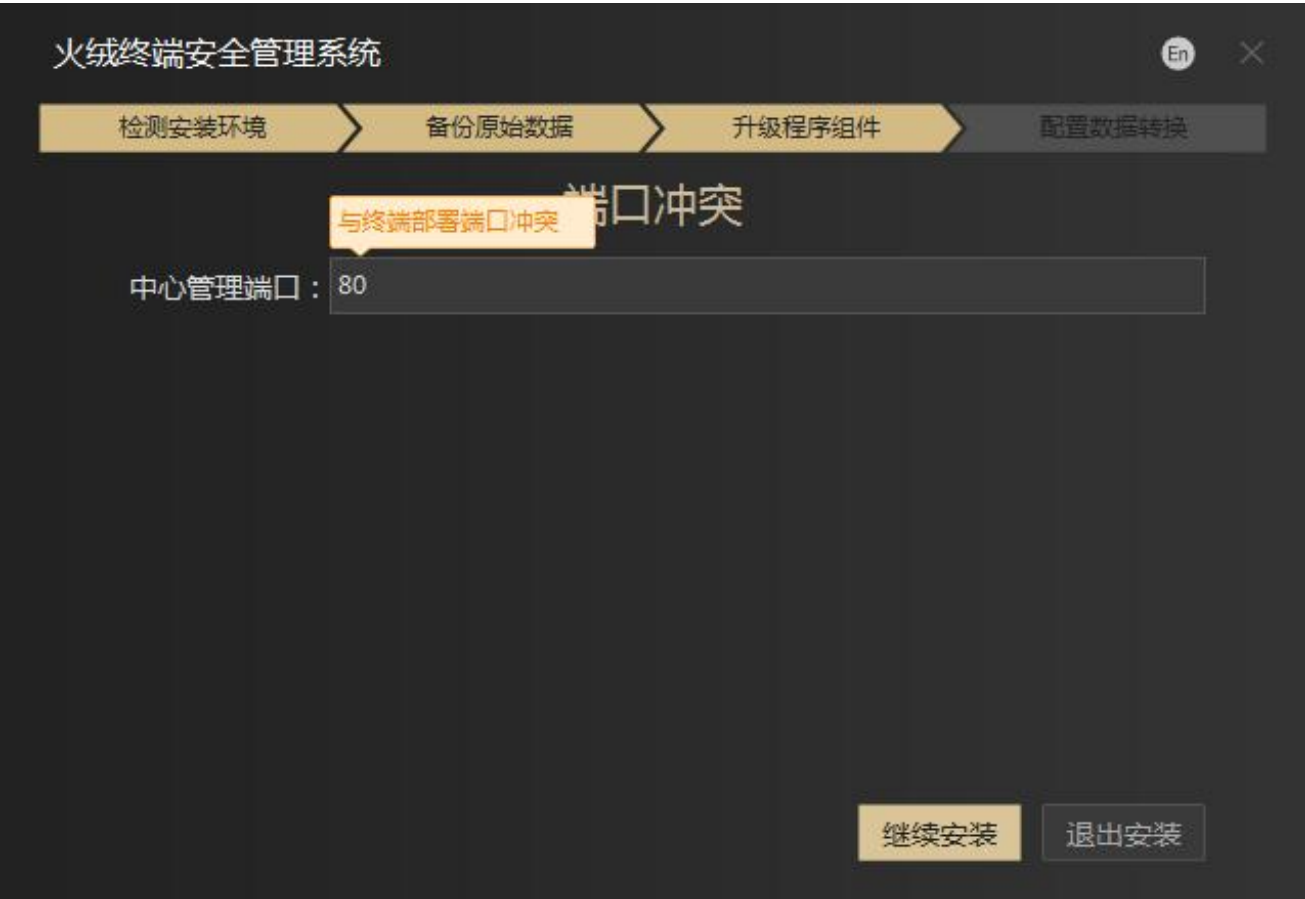 火绒终端安全管理系统
En
检测安装环境
备份原始数据
升级程序组件
配置数据转换
端口冲突
与终端部署端口冲突
中心管理端口：
80
继续安装
退出安装